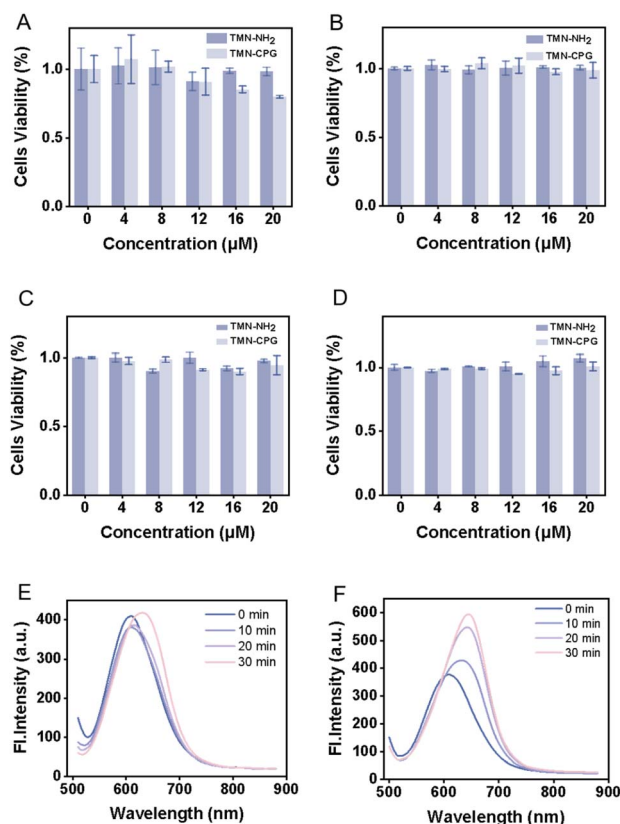 A
TMN-NH2
TMN-CPG
Cells Viability (%)
1.0
0.5
0.0
0 4 8 12 16 20
Concentration (μM)
B
TMN-NH2
TMN-CPG
Cells Viability (%)
1.0
0.5
0.0
0 4 8 12 16 20
Concentration (μM)
C
TMN-NH2
TMN-CPG
Cells Viability (%)
1.0
0.5
0.0
0 4 8 12 16 20
Concentration (μM)
D
TMN-NH2
TMN-CPG
Cells Viability (%)
1.0
0.5
0.0
0 4 8 12 16 20
Concentration (μM)
E
0 min
10 min
20 min
30 min
Fl.Intensity (a.u.)
400
300
200
100
0
500 600 700 800 900
Wavelength (nm)
F
0 min
10 min
20 min
30 min
Fl.Intensity (a.u.)
600
500
400
300
200
100
0
500 600 700 800 900
Wavelength (nm)